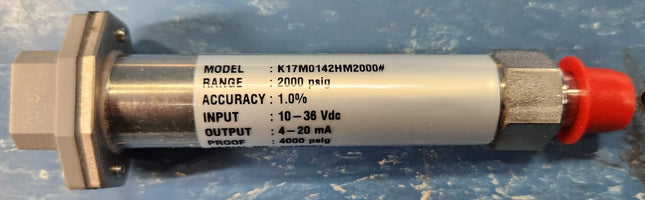 MODEL : K17M0142HM2000#
RANGE : 2000 psig
ACCURACY : 1.0%
INPUT : 10–36 Vdc
OUTPUT : 4–20 mA
PROOF : 4000 psig